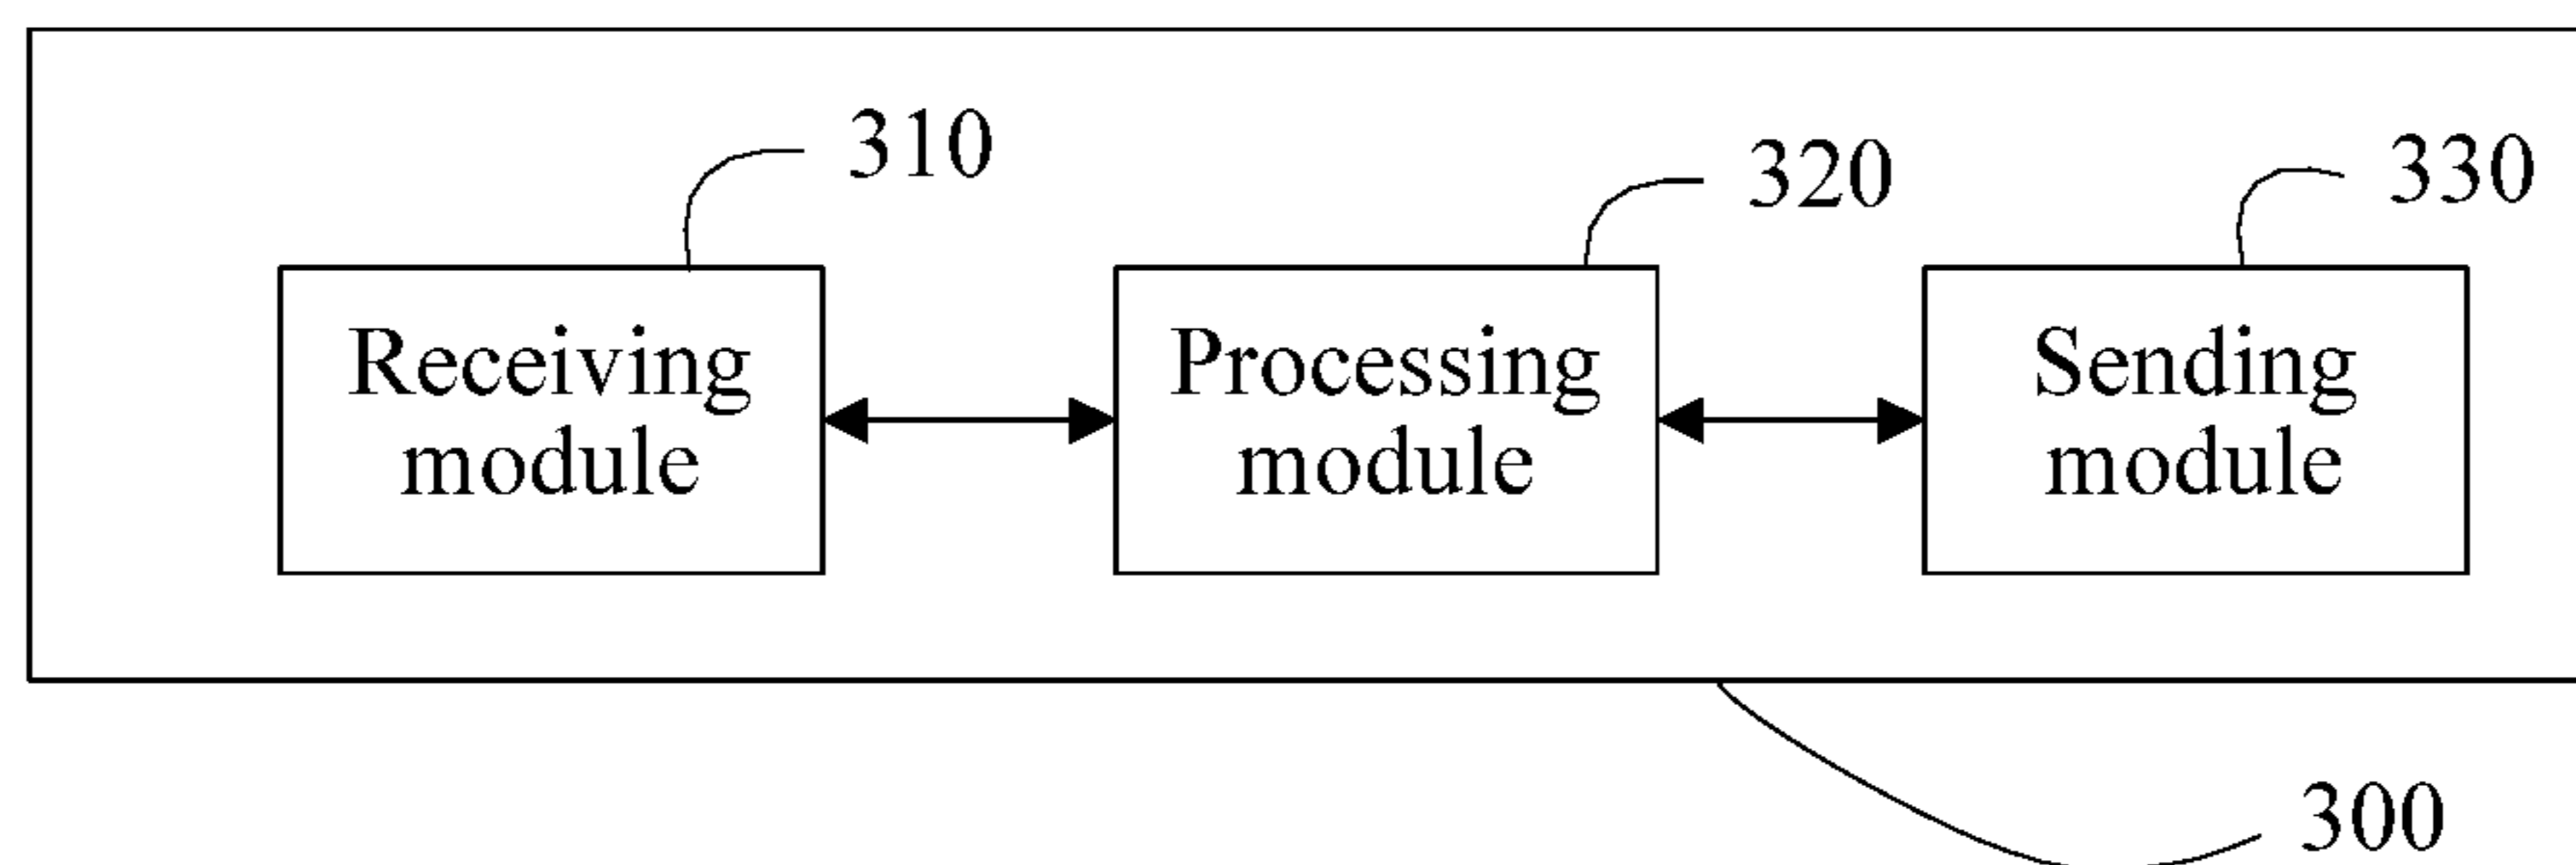 310
320
330
Receiving
module
Processing
module
Sending
module
300